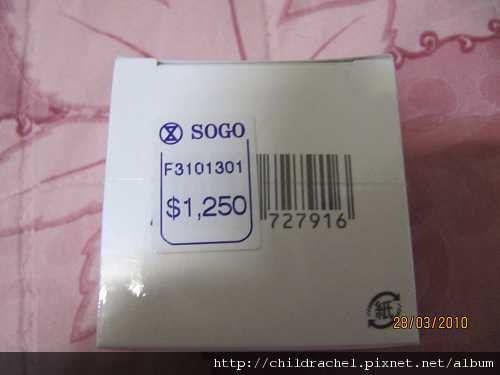 SOGO
F3101301
$1,250
727916
紙
28/03/2010
http://childrachel.pixnet.net/album